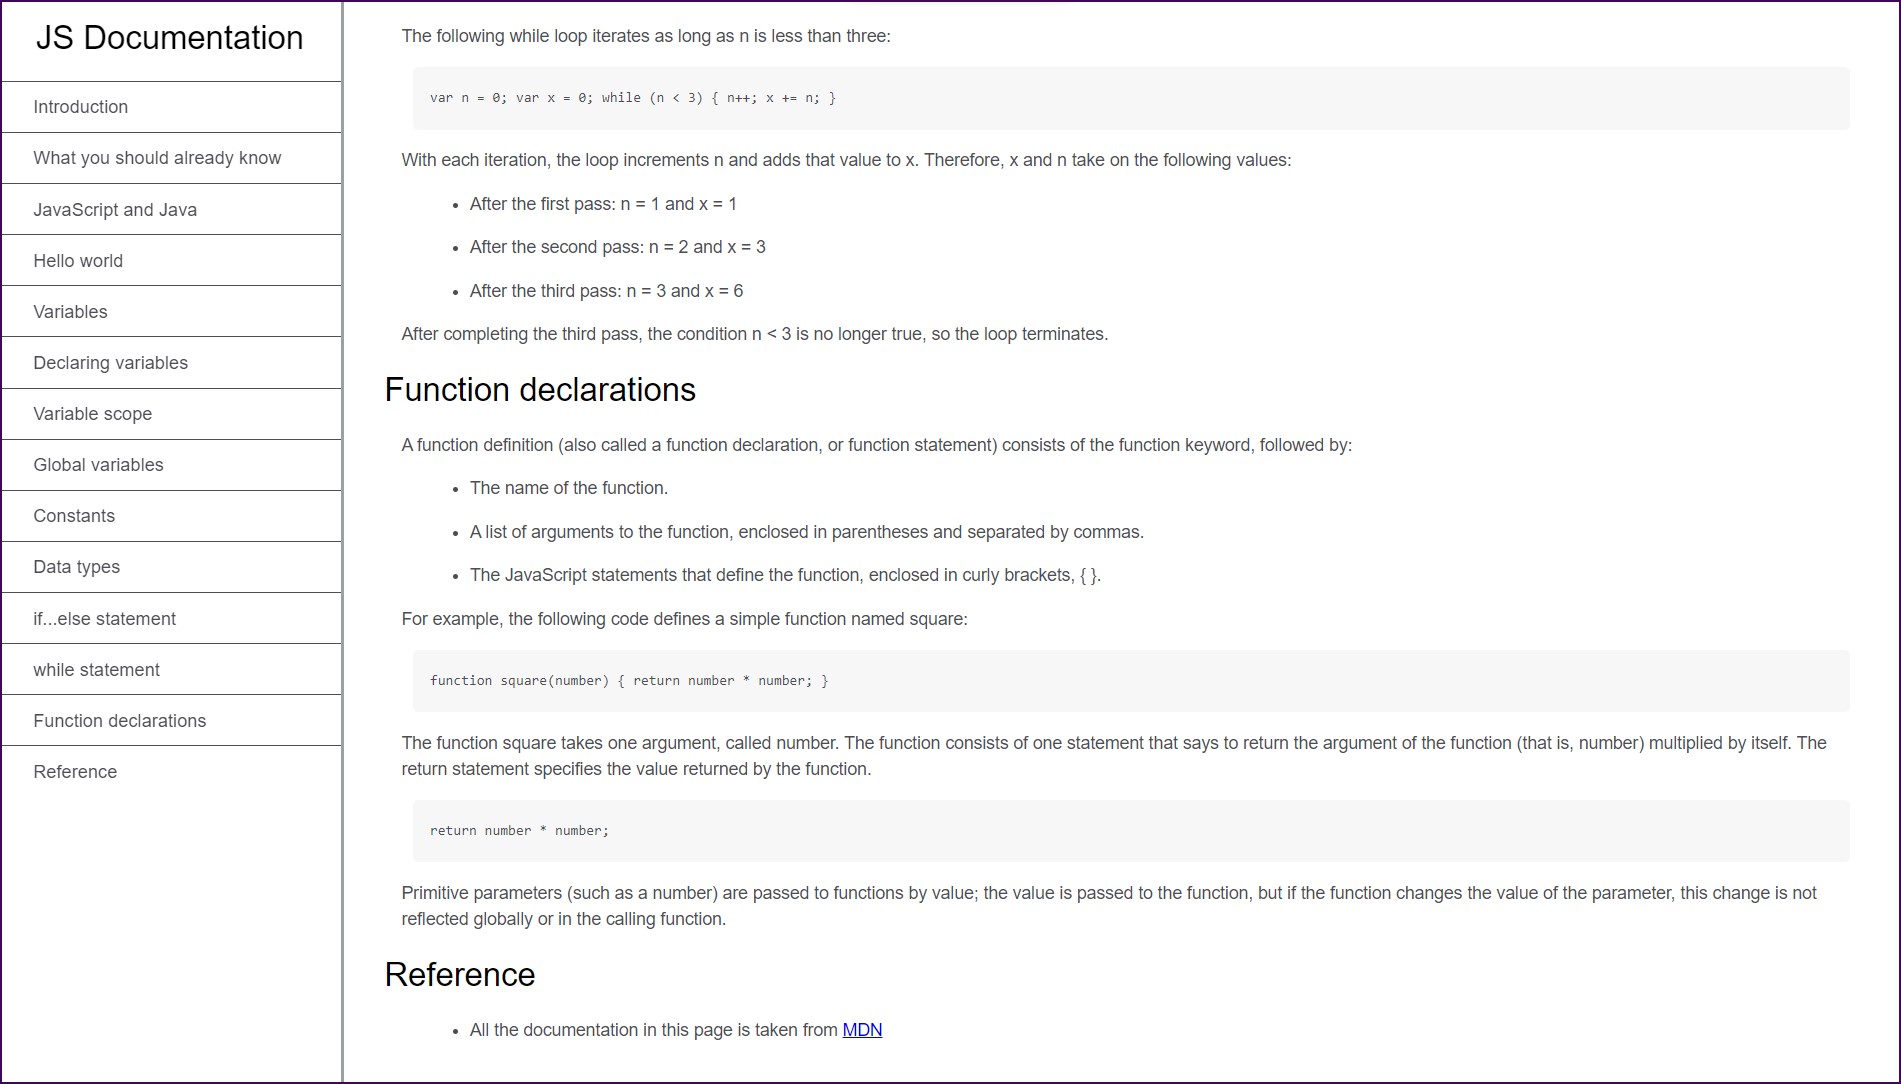 JS Documentation
Introduction
What you should already know
JavaScript and Java
Hello world
Variables
Declaring variables
Variable scope
Global variables
Constants
Data types
if...else statement
while statement
Function declarations
Reference
The following while loop iterates as long as n is less than three:
var n = 0; var x = 0; while (n < 3) { n++; x += n; }
With each iteration, the loop increments n and adds that value to x. Therefore, x and n take on the following values:
• After the first pass: n = 1 and x = 1
• After the second pass: n = 2 and x = 3
• After the third pass: n = 3 and x = 6
After completing the third pass, the condition n < 3 is no longer true, so the loop terminates.
Function declarations
A function definition (also called a function declaration, or function statement) consists of the function keyword, followed by:
• The name of the function.
• A list of arguments to the function, enclosed in parentheses and separated by commas.
• The JavaScript statements that define the function, enclosed in curly brackets, { }.
For example, the following code defines a simple function named square:
function square(number) { return number * number; }
The function square takes one argument, called number. The function consists of one statement that says to return the argument of the function (that is, number) multiplied by itself. The
return statement specifies the value returned by the function.
return number * number;
Primitive parameters (such as a number) are passed to functions by value; the value is passed to the function, but if the function changes the value of the parameter, this change is not
reflected globally or in the calling function.
Reference
• All the documentation in this page is taken from MDN